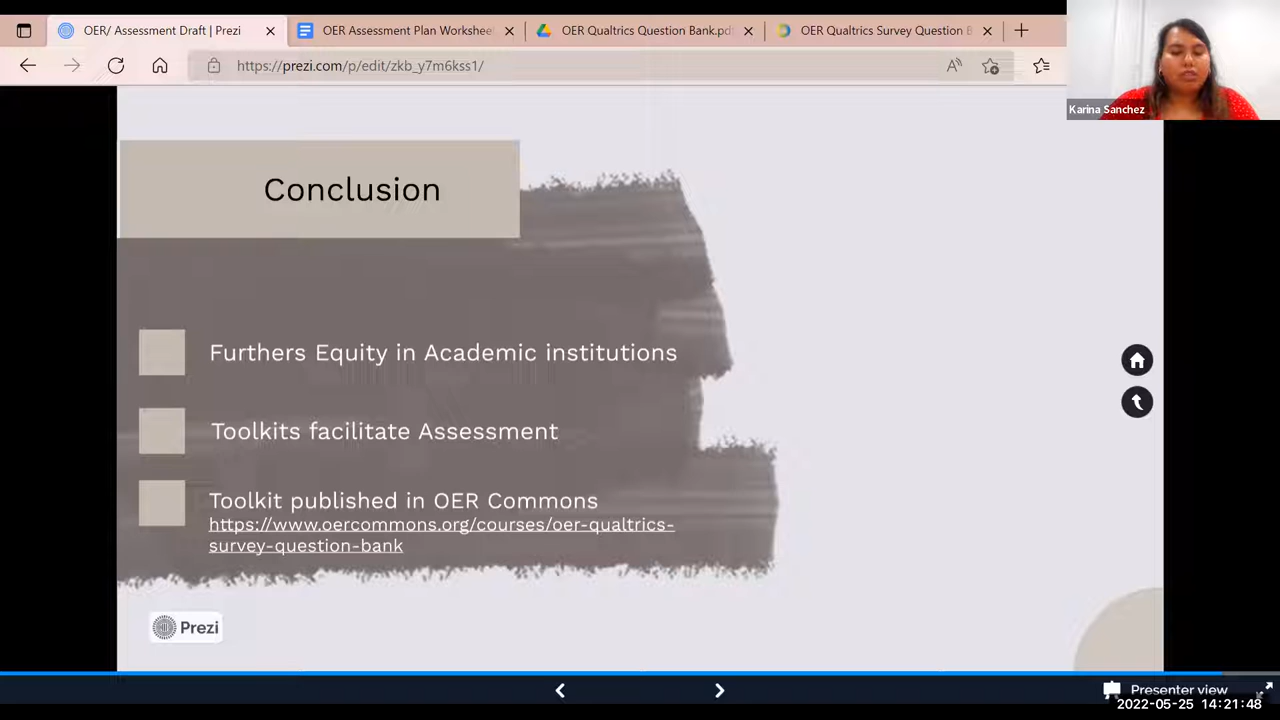 OER/ Assessment Draft | Prezi
OER Assessment Plan Workshe
OER Qualtrics Question Bank.pd
OER Qualtrics Survey Question B
https://prezi.com/p/edit/zkb_y7m6kss1/
Karina Sanchez
Conclusion
Furthers Equity in Academic institutions
Toolkits facilitate Assessment
Toolkit published in OER Commons
https://www.oercommons.org/courses/oer-qualtrics-
survey-question-bank
Prezi
Presenter view
2022-05-25 14:21:48